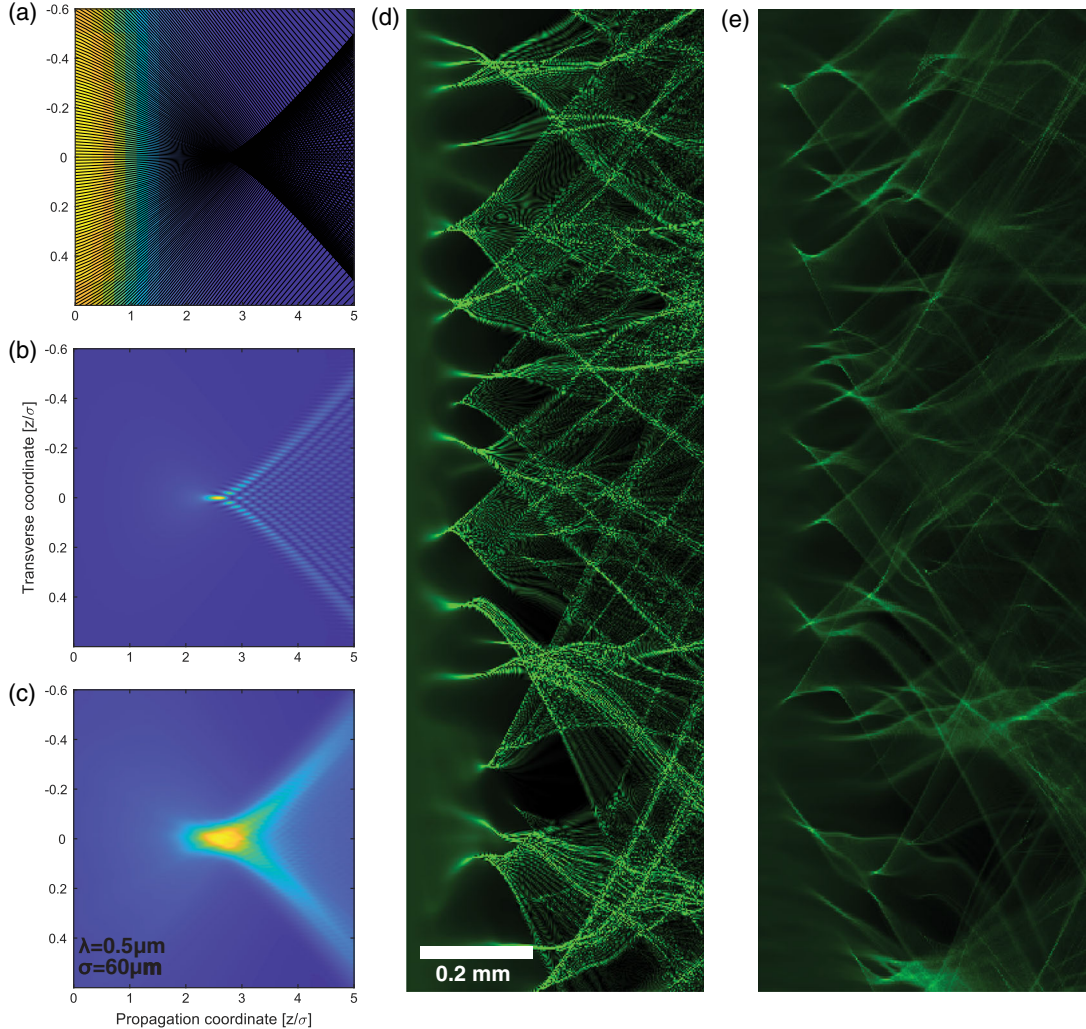 (a)
-0.6
-0.4
-0.2
0
0.2
0.4
0 1 2 3 4 5
(b)
-0.6
-0.4
-0.2
0
0.2
0.4
0 1 2 3 4 5
Transverse coordinate [z/σ]
(c)
-0.6
-0.4
-0.2
0
0.2
0.4
λ=0.5μm
σ=60μm
0 1 2 3 4 5
Propagation coordinate [z/σ]
(d)
0.2 mm
(e)